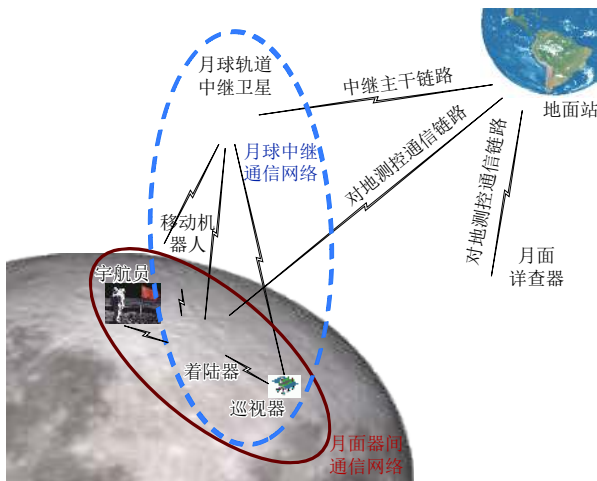 月球轨道
中继卫星
中继主干链路
地面站
月球中继
通信网络
对地测控通信链路
对地测控通信链路
移动机
器人
月面
详查器
宇航员
着陆器
巡视器
月面器间
通信网络